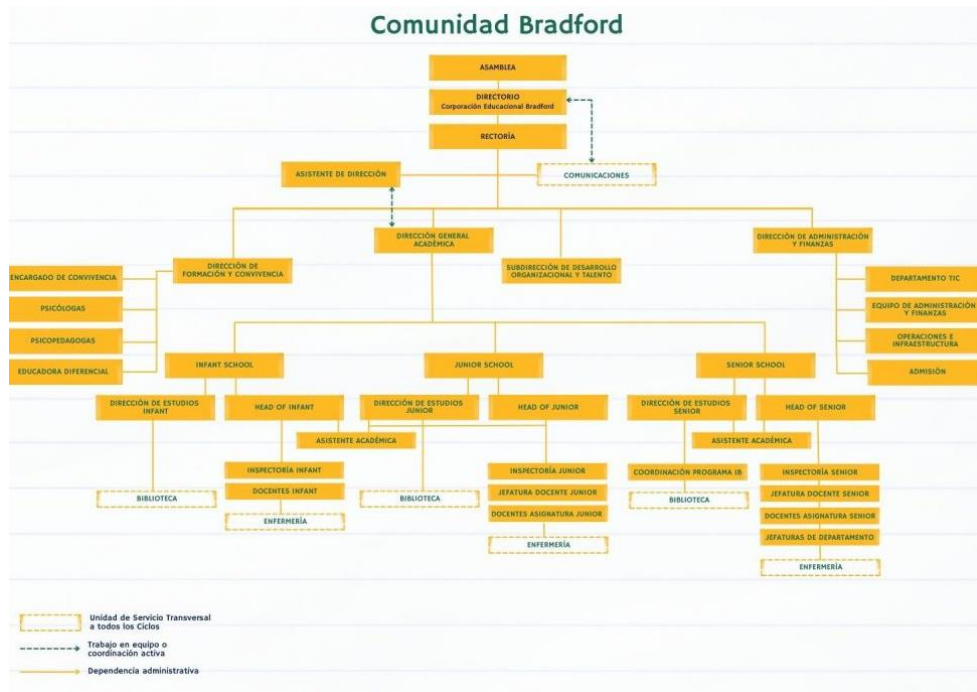 Comunidad Bradford
ASAMBLEA
DIRECTORIO
Corporación Educacional Bradford
RECTORÍA
ASISTENTE DE DIRECCIÓN
COMUNICACIONES
DIRECCIÓN GENERAL
ACADÉMICA
DIRECCIÓN DE ADMINISTRACIÓN
Y FINANZAS
DIRECCIÓN DE
FORMACIÓN Y CONVIVENCIA
SUBDIRECCIÓN DE DESARROLLO
ORGANIZACIONAL Y TALENTO
ENCARGADO DE CONVIVENCIA
PSICÓLOGAS
PSICOPEDAGOGAS
EDUCADORA DIFERENCIAL
DEPARTAMENTO TIC
EQUIPO DE ADMINISTRACIÓN
Y FINANZAS
OPERACIONES E
INFRAESTRUCTURA
ADMISIÓN
INFANT SCHOOL
JUNIOR SCHOOL
SENIOR SCHOOL
DIRECCIÓN DE ESTUDIOS
INFANT
HEAD OF INFANT
DIRECCIÓN DE ESTUDIOS
JUNIOR
HEAD OF JUNIOR
DIRECCIÓN DE ESTUDIOS
SENIOR
HEAD OF SENIOR
ASISTENTE ACADÉMICA
ASISTENTE ACADÉMICA
INSPECTORÍA INFANT
DOCENTES INFANT
BIBLIOTECA
ENFERMERÍA
BIBLIOTECA
INSPECTORÍA JUNIOR
JEFATURA DOCENTE JUNIOR
DOCENTES ASIGNATURA JUNIOR
ENFERMERÍA
COORDINACIÓN PROGRAMA IB
BIBLIOTECA
INSPECTORÍA SENIOR
JEFATURA DOCENTE SENIOR
DOCENTES ASIGNATURA SENIOR
JEFATURAS DE DEPARTAMENTO
ENFERMERÍA
Unidad de Servicio Transversal
a todos los Ciclos
Trabajo en equipo o
coordinación activa
Dependencia administrativa